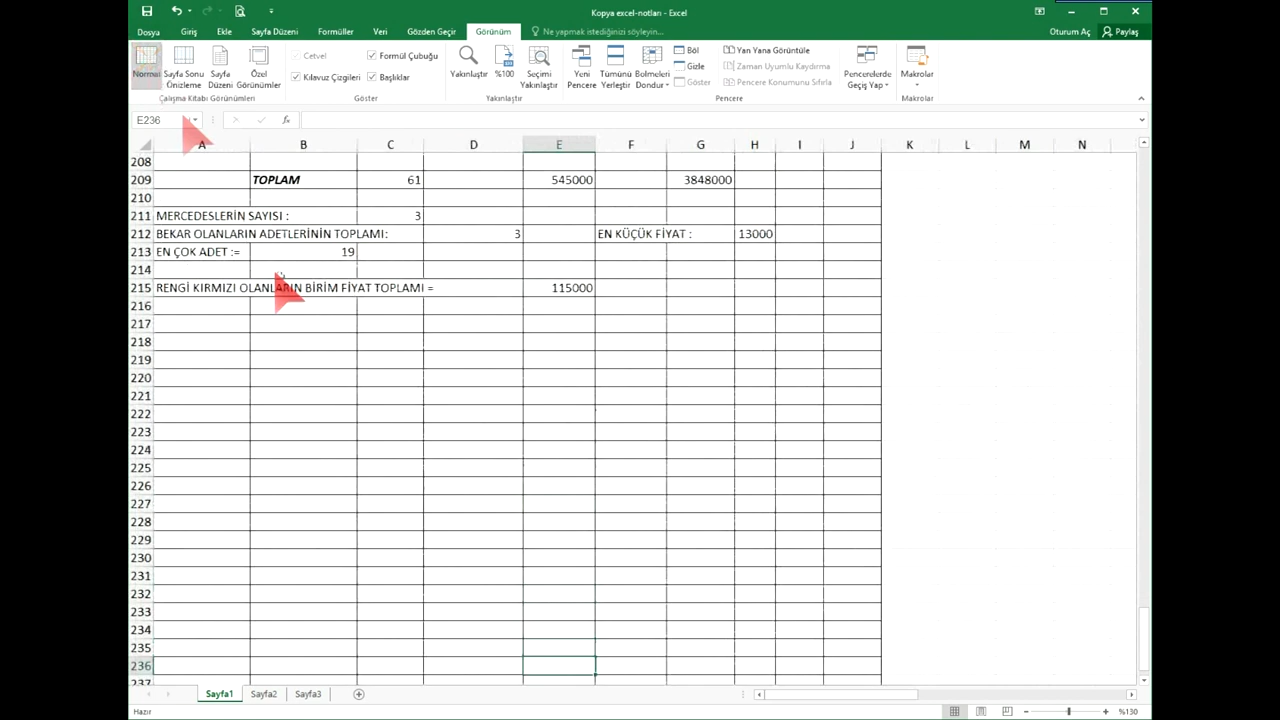 Kopya excel-notları - Excel
Dosya Giriş Ekle Sayfa Düzeni Formüller Veri Gözden Geçir Görünüm Ne yapmak istediğinizi söyleyin... Oturum Aç Paylaş
Normal Sayfa Sonu Önizleme Sayfa Düzeni Özel Görünümler
Çalışma Kitabı Görünümleri
Cetvel Formül Çubuğu
Kılavuz Çizgileri Başlıklar
Göster
Yakınlaştır %100 Seçimi Yakınlaştır
Yakınlaştır
Yeni Pencere Tümünü Yerleştir Bölmeleri Dondur
Böl
Gizle
Göster
Yan Yana Görüntüle
Zaman Uyumlu Kaydırma
Pencere Konumunu Sıfırla
Pencerelerde Geçiş Yap
Pencere
Makrolar
Makrolar
E236 fx
A B C D E F G H I J K L M N
208
209 TOPLAM 61 545000 3848000
210
211 MERCEDESLERİN SAYISI : 3
212 BEKAR OLANLARIN ADETLERİNİN TOPLAMI: 3 EN KÜÇÜK FİYAT : 13000
213 EN ÇOK ADET := 19
214
215 RENGİ KIRMIZI OLANLARIN BİRİM FİYAT TOPLAMI = 115000
216
217
218
219
220
221
222
223
224
225
226
227
228
229
230
231
232
233
234
235
236
237
Sayfa1 Sayfa2 Sayfa3
Hazır %130